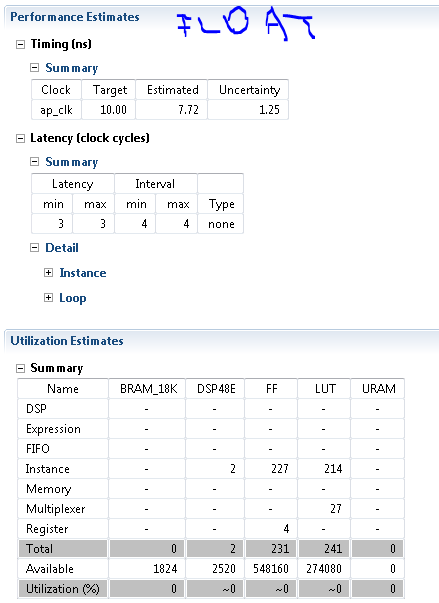 Performance Estimates FLOAT
Timing (ns)
Summary
Clock Target Estimated Uncertainty
ap_clk 10.00 7.72 1.25
Latency (clock cycles)
Summary
Latency Interval
min max min max Type
3 3 4 4 none
Detail
Instance
Loop
Utilization Estimates
Summary
Name BRAM_18K DSP48E FF LUT URAM
DSP - - - - -
Expression - - - - -
FIFO - - - - -
Instance - 2 227 214 -
Memory - - - - -
Multiplexer - - - 27 -
Register - - 4 - -
Total 0 2 231 241 0
Available 1824 2520 548160 274080 0
Utilization (%) 0 ~0 ~0 ~0 0